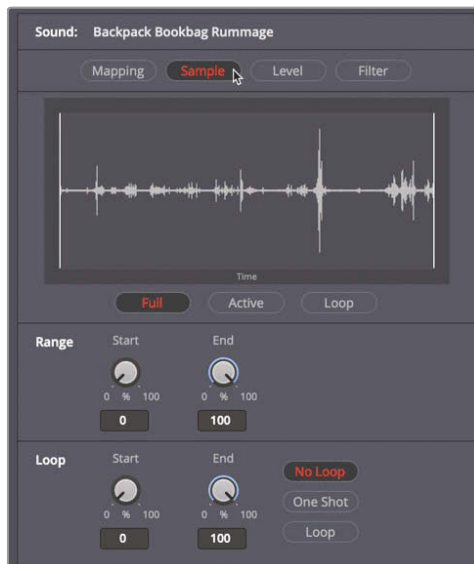 Sound: Backpack Bookbag Rummage
Mapping Sample Level Filter
Time
Full Active Loop
Range Start End
0 % 100 0 % 100
0 100
Loop Start End
No Loop
One Shot
0 % 100 0 % 100
0 100 Loop